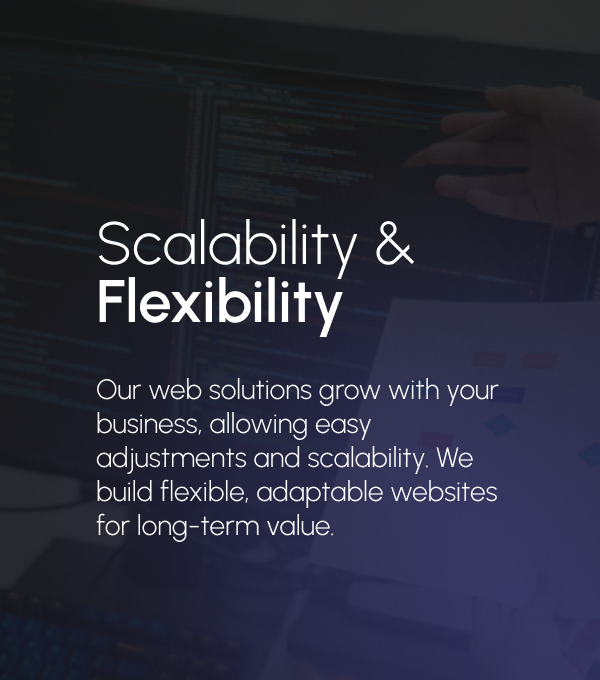 Scalability &
Flexibility
Our web solutions grow with your
business, allowing easy
adjustments and scalability. We
build flexible, adaptable websites
for long-term value.